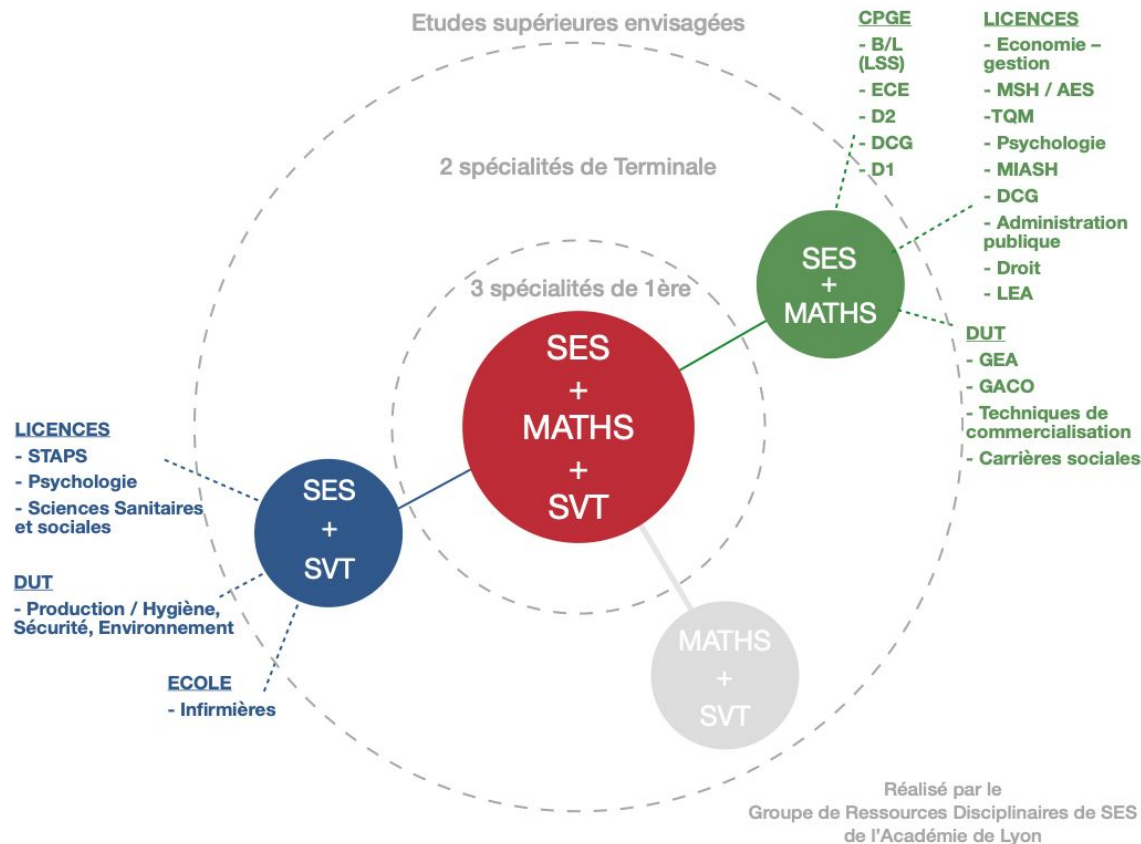 Etudes supérieures envisagées
2 spécialités de Terminale
3 spécialités de 1ère
SES
+
MATHS
+
SVT
SES
+
MATHS
CPGE
- B/L
(LSS)
- ECE
- D2
- DCG
- D1
LICENCES
- Economie –
gestion
- MSH / AES
-TQM
- Psychologie
- MIASH
- DCG
- Administration
publique
- Droit
- LEA
DUT
- GEA
- GACO
- Techniques de
commercialisation
- Carrières sociales
SES
+
SVT
LICENCES
- STAPS
- Psychologie
- Sciences Sanitaires
et sociales
DUT
- Production / Hygiène,
Sécurité, Environnement
ECOLE
- Infirmières
MATHS
+
SVT
Réalisé par le
Groupe de Ressources Disciplinaires de SES
de l'Académie de Lyon